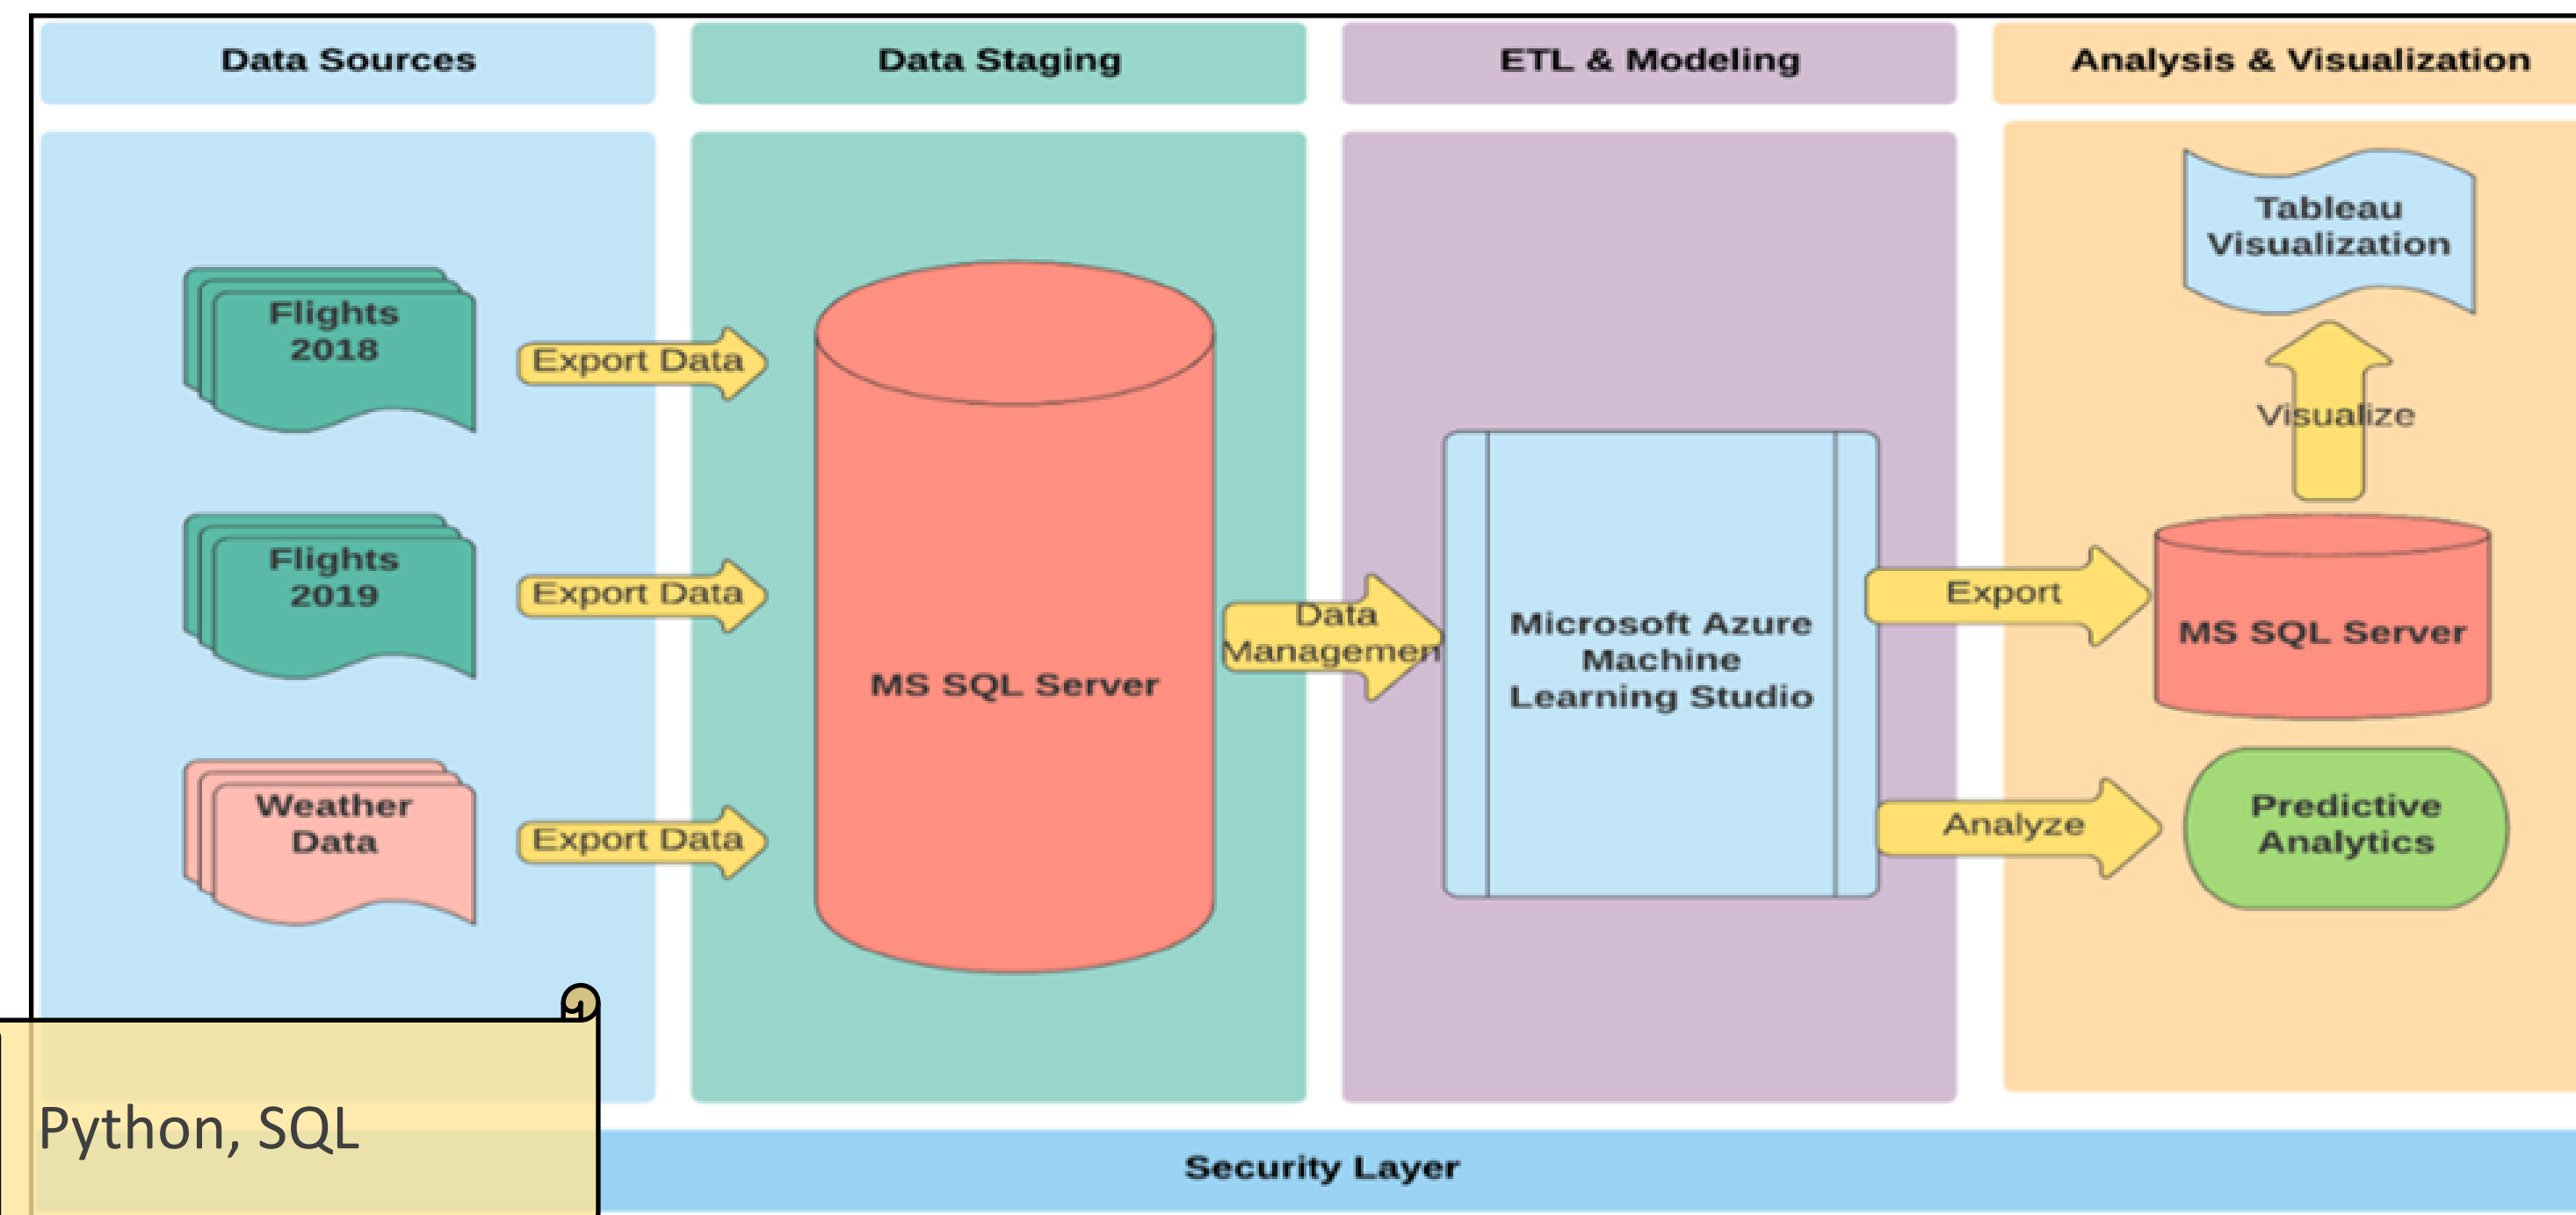 Data Sources
Data Staging
ETL & Modeling
Analysis & Visualization
Flights
2018
Export Data
Flights
2019
Export Data
Weather
Data
Export Data
MS SQL Server
Data
Managemen
Microsoft Azure
Machine
Learning Studio
Export
Analyze
Tableau
Visualization
Visualize
MS SQL Server
Predictive
Analytics
Python, SQL
Security Layer